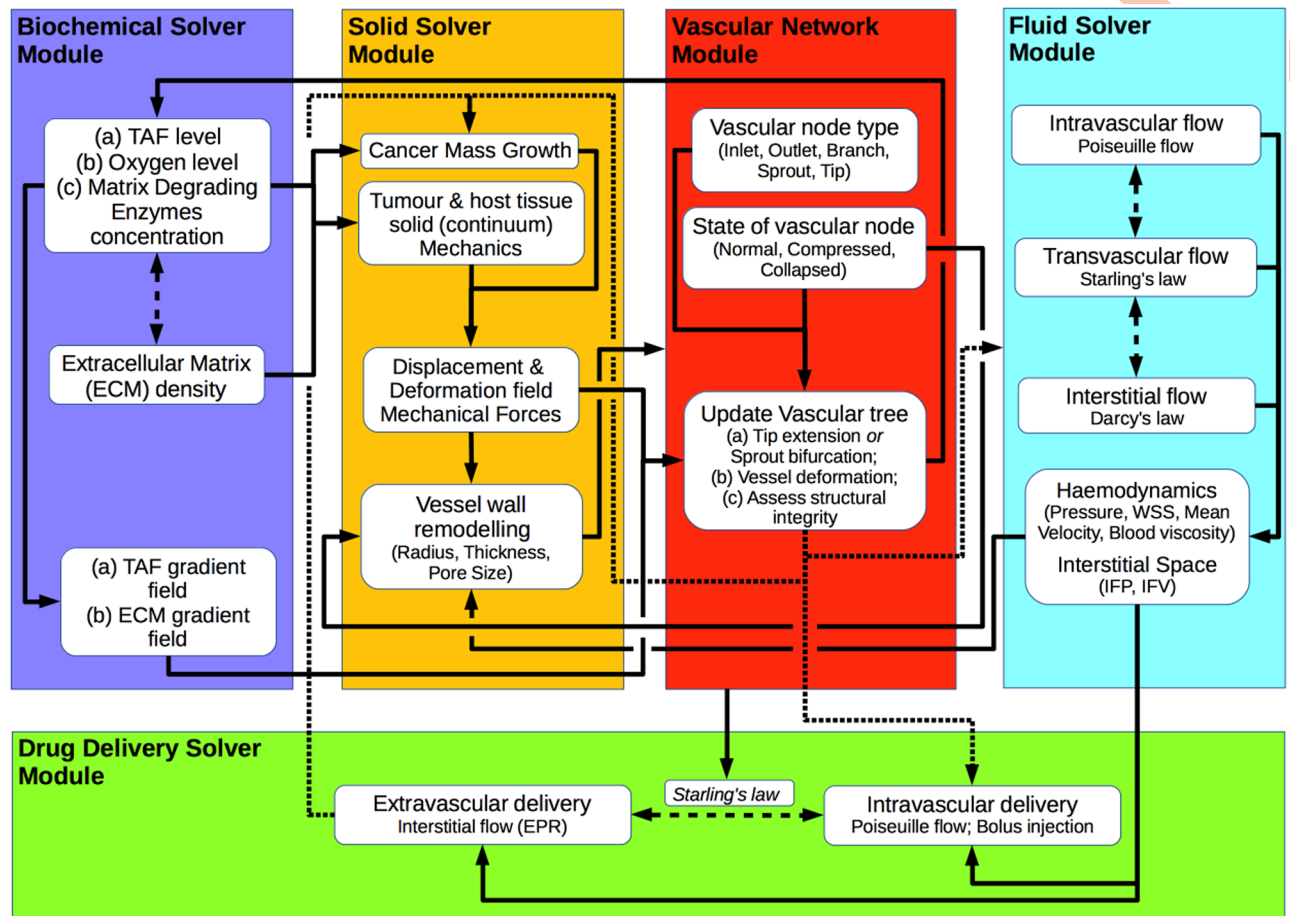 Biochemical Solver
Module
(a) TAF level
(b) Oxygen level
(c) Matrix Degrading
Enzymes
concentration
Extracellular Matrix
(ECM) density
(a) TAF gradient
field
(b) ECM gradient
field
Solid Solver
Module
Cancer Mass Growth
Tumour & host tissue
solid (continuum)
Mechanics
Displacement &
Deformation field
Mechanical Forces
Vessel wall
remodelling
(Radius, Thickness,
Pore Size)
Vascular Network
Module
Vascular node type
(Inlet, Outlet, Branch,
Sprout, Tip)
State of vascular node
(Normal, Compressed,
Collapsed)
Update Vascular tree
(a) Tip extension or
Sprout bifurcation;
(b) Vessel deformation;
(c) Assess structural
integrity
Fluid Solver
Module
Intravascular flow
Poiseuille flow
Transvascular flow
Starling's law
Interstitial flow
Darcy's law
Haemodynamics
(Pressure, WSS, Mean
Velocity, Blood viscosity)
Interstitial Space
(IFP, IFV)
Drug Delivery Solver
Module
Extravascular delivery
Interstitial flow (EPR)
Starling's law
Intravascular delivery
Poiseuille flow; Bolus injection